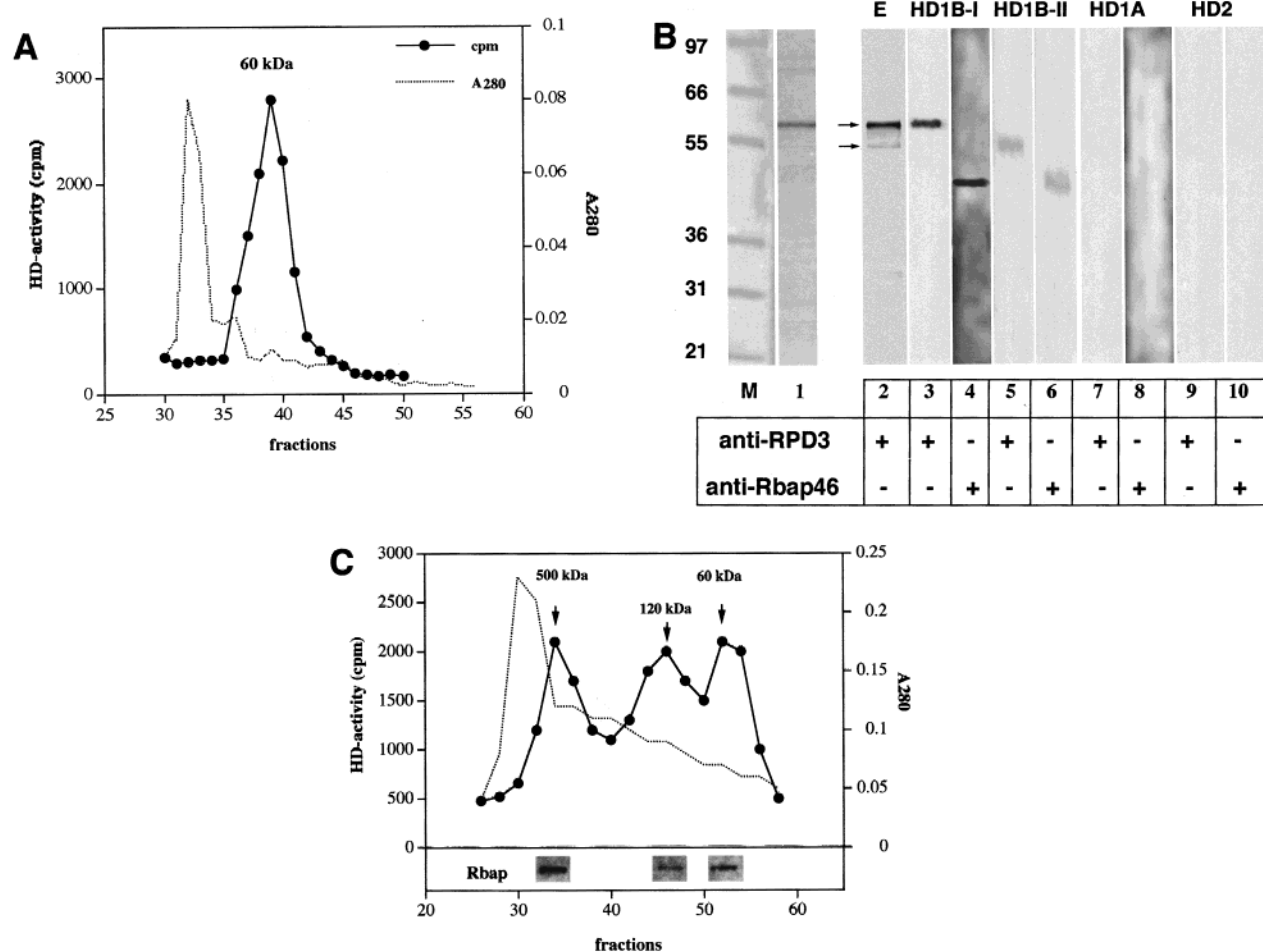 A
HD-activity (cpm)
3000
2000
1000
0
25 30 35 40 45 50 55 60
fractions
60 kDa
cpm
A280
0.1
0.08
0.06
0.04
0.02
0
A280
B
E HD1B-I HD1B-II HD1A HD2
97
66
55
36
31
21
M 1 2 3 4 5 6 7 8 9 10
anti-RPD3 + + - + - + - + -
anti-Rbap46 - - + - + - + - +
C
HD-activity (cpm)
3000
2500
2000
1500
1000
500
0
500 kDa
120 kDa
60 kDa
0.25
0.2
0.15
0.1
0.05
0
A280
Rbap
20 30 40 50 60
fractions